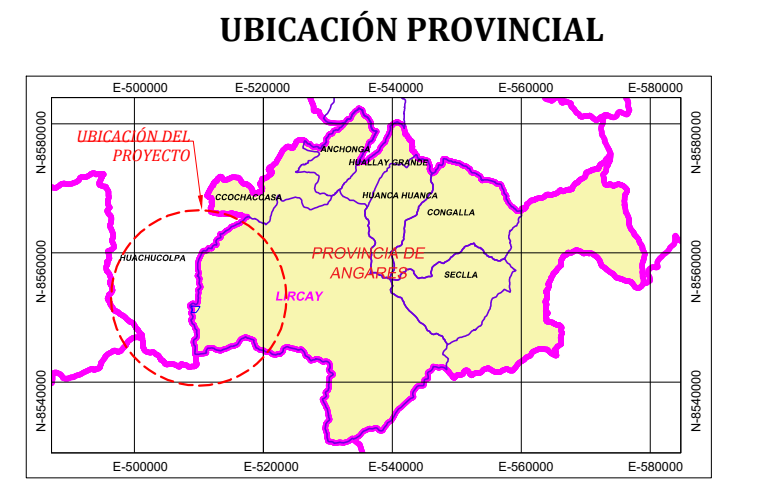 UBICACIÓN PROVINCIAL
E-500000 E-520000 E-540000 E-560000 E-580000
N-8580000 N-8580000
UBICACIÓN DEL
PROYECTO
ANCHONGA
HUALLAY GRANDE
CCOCHACCASA
HUANCA HUANCA
CONGALLA
HUACHUCOLPA
PROVINCIA DE
ANGARES
N-8560000 N-8560000
SECLLA
LIRCAY
N-8540000 N-8540000
E-500000 E-520000 E-540000 E-560000 E-580000